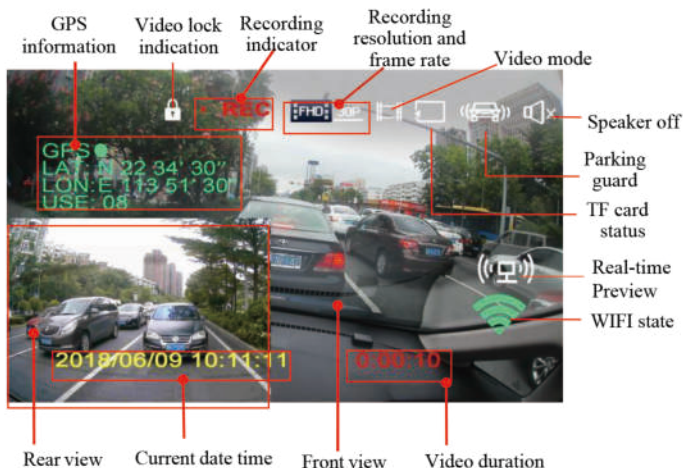 GPS
information
Video lock
indication
Recording
indicator
Recording
resolution and
frame rate
Video mode
REC
FHD
30P
Speaker off
GPS
LAT: N 22 34' 30"
LON:E 113 51' 30"
USE: 08
Parking
guard
TF card
status
Real-time
Preview
WIFI state
2018/06/09 10:11:11
0:00:10
Rear view
Current date time
Front view
Video duration